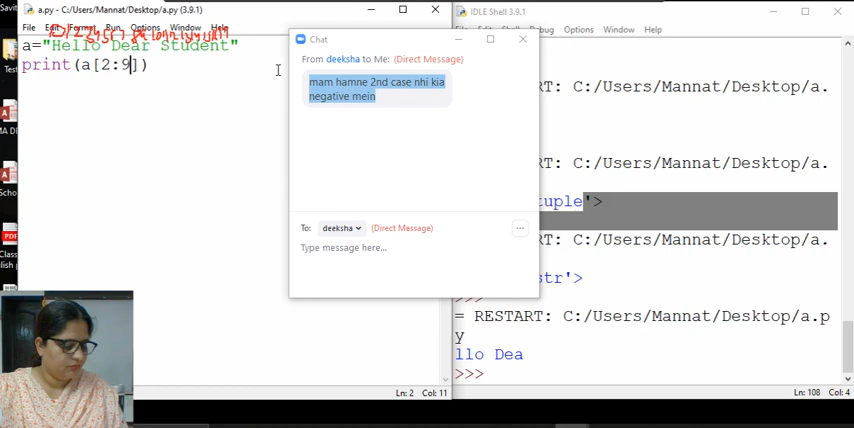 a.py - C:/Users/Mannat/Desktop/a.py (3.9.1)
File Edit Format Run Options Window Help
a="Hello Dear Student"
print(a[2:9])
Ln: 2 Col: 11
Chat
From deeksha to Me: (Direct Message)
mam hamne 2nd case nhi kia
negative mein
To: deeksha (Direct Message)
Type message here...
IDLE Shell 3.9.1
Debug Options Window Help
RT: C:/Users/Mannat/Desktop/a.
RT: C:/Users/Mannat/Desktop/a.
tuple'>
RT: C:/Users/Mannat/Desktop/a.
str'>
>>>
= RESTART: C:/Users/Mannat/Desktop/a.p
y
llo Dea
>>>
Ln: 108 Col: 4
PDF